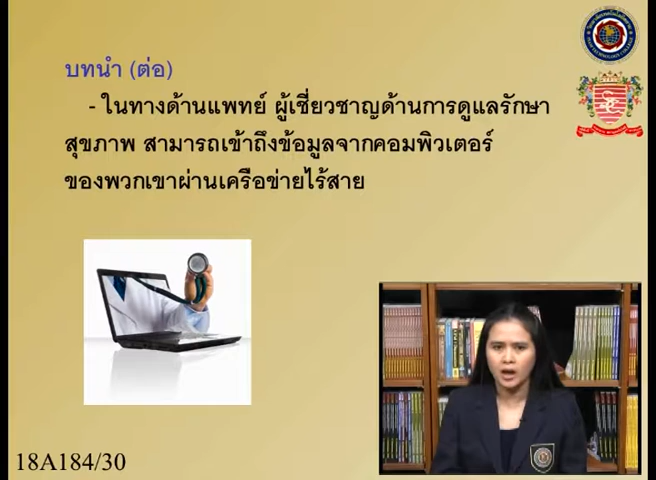 บทนำ (ต่อ)
- ในทางด้านแพทย์ ผู้เชี่ยวชาญด้านการดูแลรักษา
สุขภาพ สามารถเข้าถึงข้อมูลจากคอมพิวเตอร์
ของพวกเขาผ่านเครือข่ายไร้สาย
18A184/30